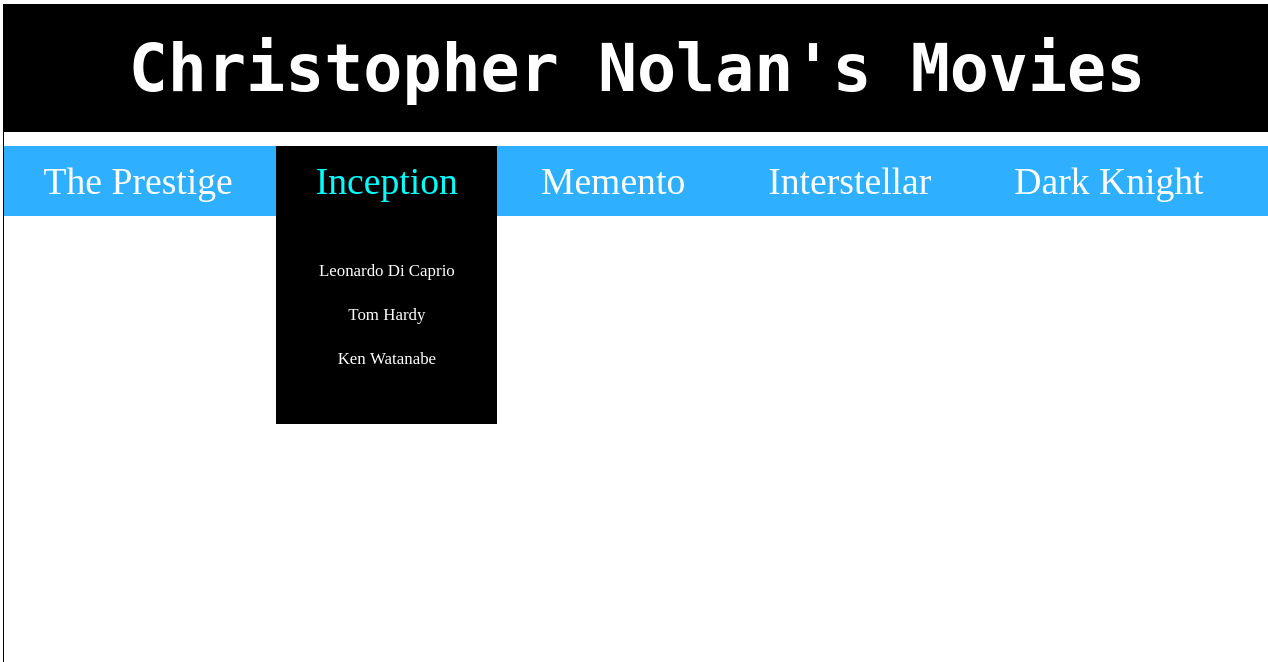 Christopher Nolan's Movies
The Prestige Inception Memento Interstellar Dark Knight
Leonardo Di Caprio
Tom Hardy
Ken Watanabe